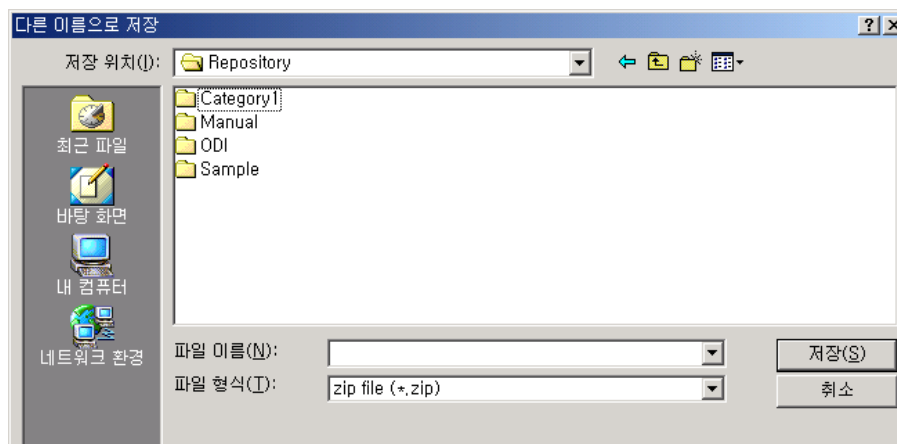 다른 이름으로 저장
저장 위치(I): Repository
Category1
Manual
ODI
Sample
최근 파일
바탕 화면
내 컴퓨터
네트워크 환경
파일 이름(N):
저장(S)
파일 형식(T): zip file (*.zip)
취소